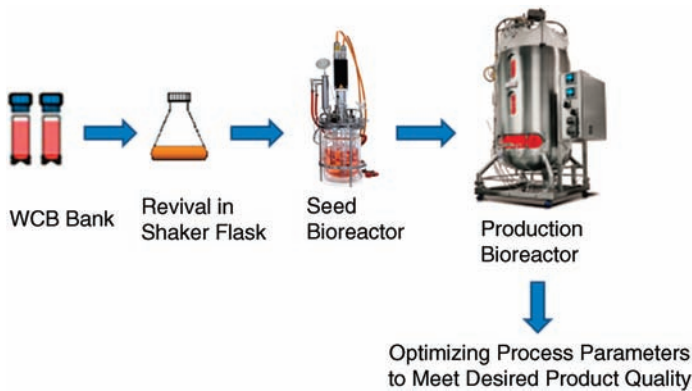 WCB Bank
Revival in
Shaker Flask
Seed
Bioreactor
Production
Bioreactor
Optimizing Process Parameters
to Meet Desired Product Quality